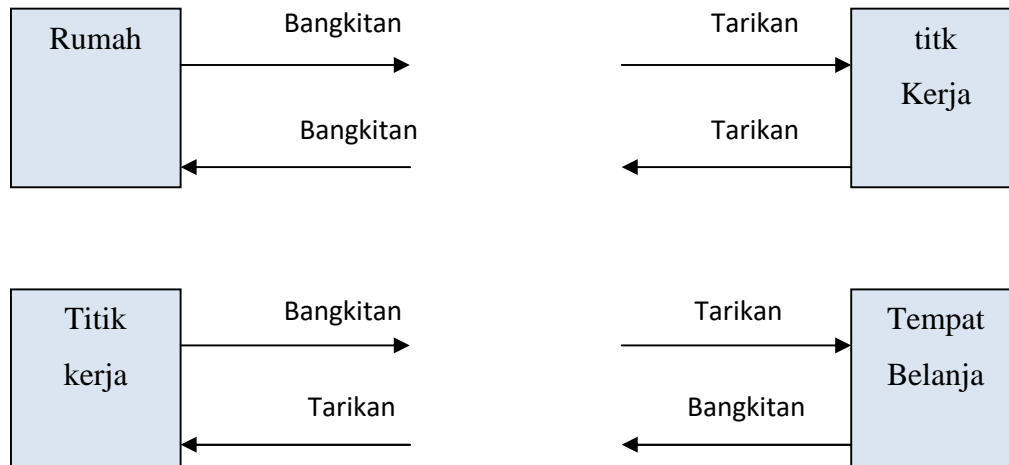 Rumah
Bangkitan
Tarikan
titk
Kerja
Bangkitan
Tarikan
Titik
kerja
Bangkitan
Tarikan
Tempat
Belanja
Tarikan
Bangkitan